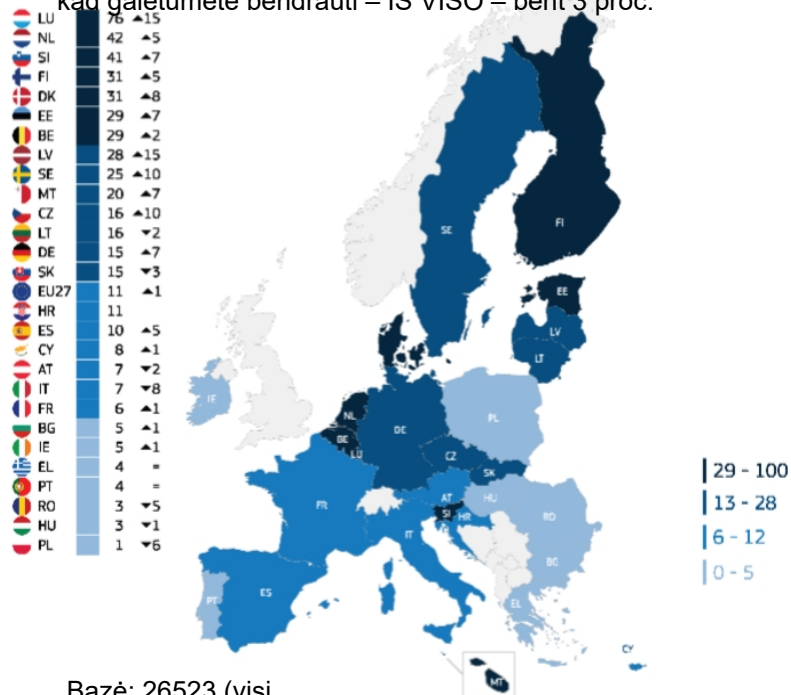 kad galėtumėte bendrauti – IŠ VISO – bent 3 proc.
LU 76 ▲15
NL 42 ▲5
SI 41 ▲7
FI 31 ▲5
DK 31 ▲8
EE 29 ▲7
BE 29 ▲2
LV 28 ▲15
SE 25 ▲10
MT 20 ▲7
CZ 16 ▲10
LT 16 ▼2
DE 15 ▲7
SK 15 ▼3
EU27 11 ▲1
HR 11
ES 10 ▲5
CY 8 ▲1
AT 7 ▼2
IT 7 ▼8
FR 6 ▲1
BG 5 ▲1
IE 5 ▲1
EL 4 =
PT 4 =
RO 3 ▼5
HU 3 ▼1
PL 1 ▼6
FI
SE
EE
LV
LT
IE
NL
PL
DE
BE
LU
CZ
SK
AT
HU
FR
SI
HR
RO
IT
BG
ES
PT
EL
CY
MT
29 - 100
13 - 28
6 - 12
0 - 5
Bazė: 26523 (visi